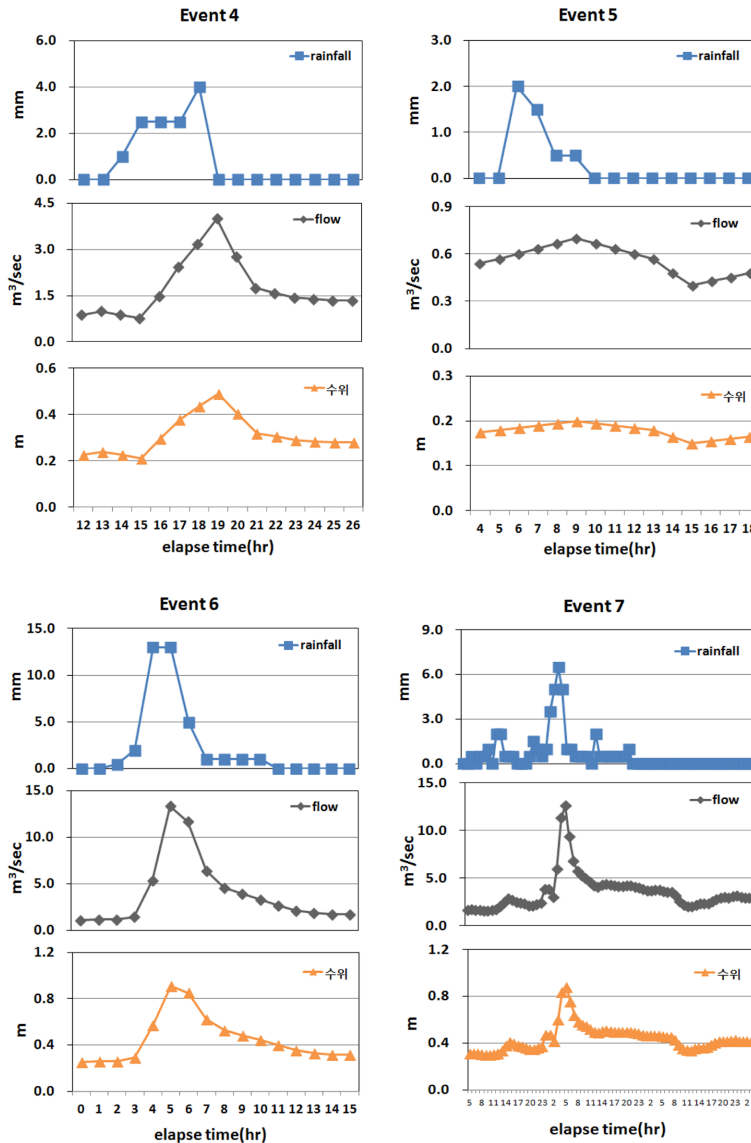 Event 4
6.0
4.0
2.0
0.0
mm
rainfall
4.5
3.0
1.5
0.0
m³/sec
flow
0.6
0.4
0.2
0.0
m
수위
12 13 14 15 16 17 18 19 20 21 22 23 24 25 26
elapse time(hr)
Event 5
3.0
2.0
1.0
0.0
mm
rainfall
0.9
0.6
0.3
0.0
m³/sec
flow
0.3
0.2
0.1
0.0
m
수위
4 5 6 7 8 9 10 11 12 13 14 15 16 17 18
elapse time(hr)
Event 6
15.0
10.0
5.0
0.0
mm
rainfall
15.0
10.0
5.0
0.0
m³/sec
flow
1.2
0.8
0.4
0.0
m
수위
0 1 2 3 4 5 6 7 8 9 10 11 12 13 14 15
elapse time(hr)
Event 7
9.0
6.0
3.0
0.0
mm
rainfall
15.0
10.0
5.0
0.0
m³/sec
flow
1.2
0.8
0.4
0.0
m
수위
5 8 11 14 17 20 23 2 5 8 11 14 17 20 23 2 5 8 11 14 17 20 23 2
elapse time(hr)